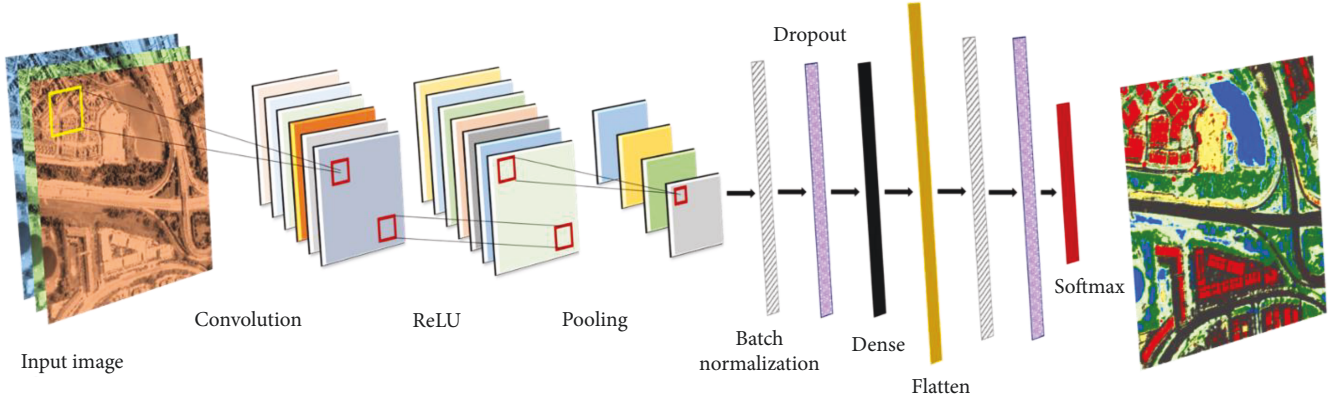 Dropout
Convolution
ReLU
Pooling
Softmax
Input image
Batch
normalization
Dense
Flatten